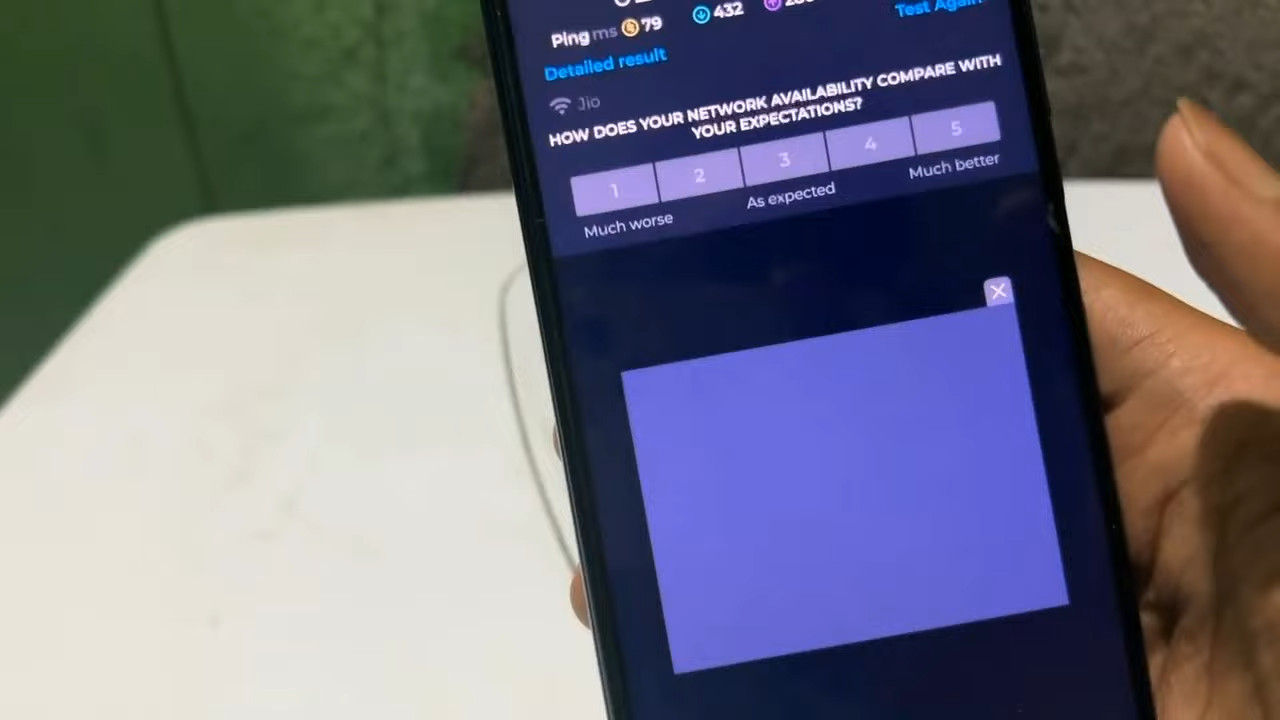 Ping ms 79 432
Test Again
Detailed result
Jio
HOW DOES YOUR NETWORK AVAILABILITY COMPARE WITH
YOUR EXPECTATIONS?
1 2 3 4 5
Much worse As expected Much better